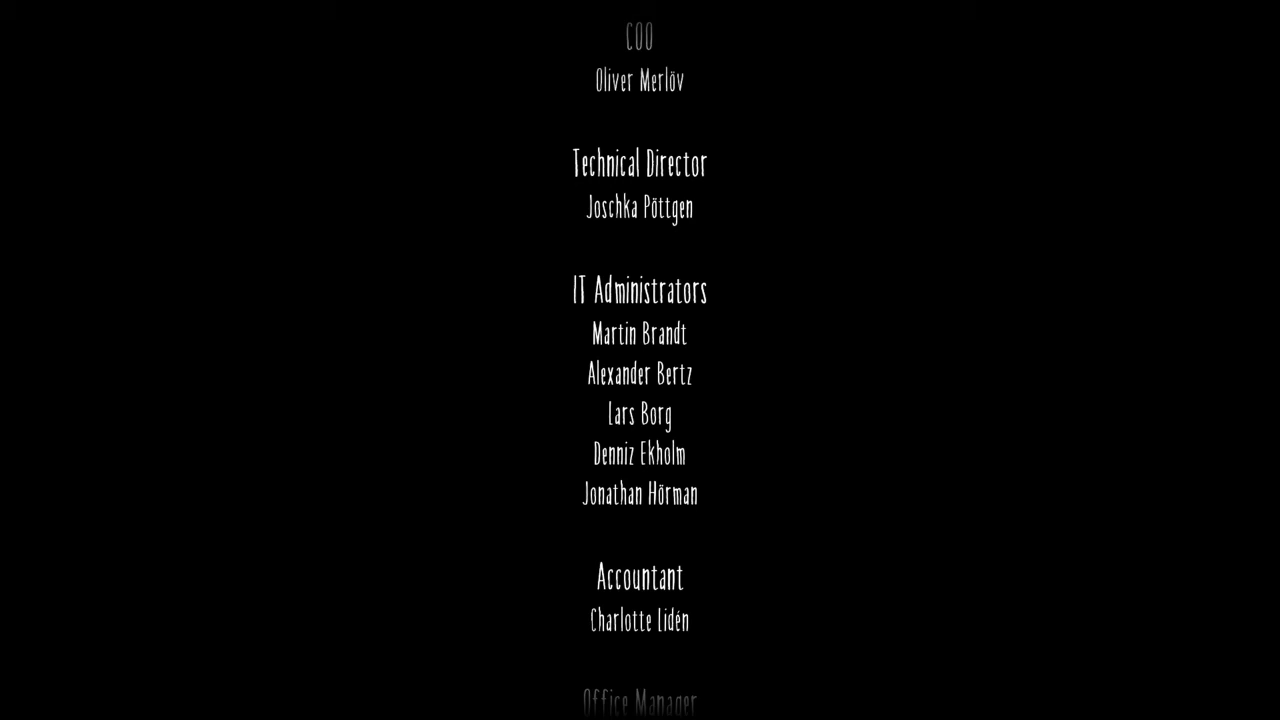 COO
Oliver Merlöv
Technical Director
Joschka Pöttgen
IT Administrators
Martin Brandt
Alexander Bertz
Lars Borg
Denniz Ekholm
Jonathan Hörman
Accountant
Charlotte Lidén
Office Manager